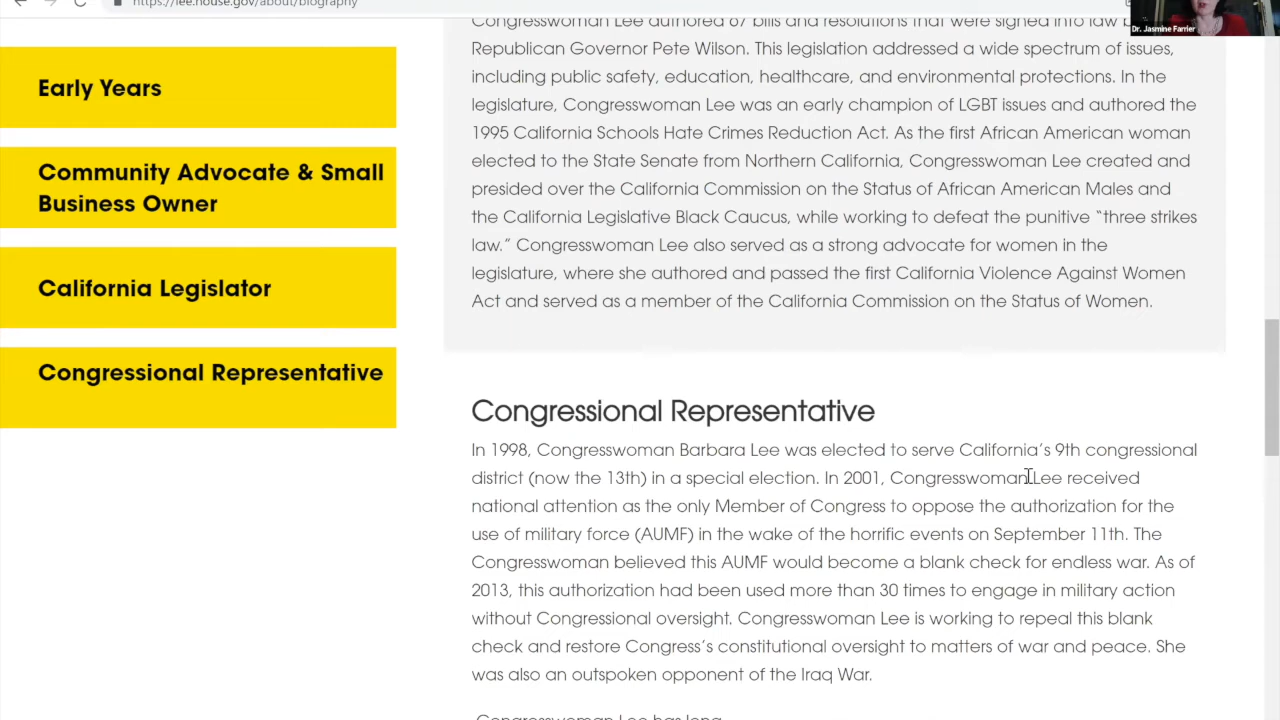 https://lee.house.gov/about/biography
Dr. Jasmine Farrier
Early Years
Community Advocate & Small
Business Owner
California Legislator
Congressional Representative
Congresswoman Lee authored 67 bills and resolutions that were signed into law
Republican Governor Pete Wilson. This legislation addressed a wide spectrum of issues,
including public safety, education, healthcare, and environmental protections. In the
legislature, Congresswoman Lee was an early champion of LGBT issues and authored the
1995 California Schools Hate Crimes Reduction Act. As the first African American woman
elected to the State Senate from Northern California, Congresswoman Lee created and
presided over the California Commission on the Status of African American Males and
the California Legislative Black Caucus, while working to defeat the punitive “three strikes
law.” Congresswoman Lee also served as a strong advocate for women in the
legislature, where she authored and passed the first California Violence Against Women
Act and served as a member of the California Commission on the Status of Women.
Congressional Representative
In 1998, Congresswoman Barbara Lee was elected to serve California’s 9th congressional
district (now the 13th) in a special election. In 2001, Congresswoman Lee received
national attention as the only Member of Congress to oppose the authorization for the
use of military force (AUMF) in the wake of the horrific events on September 11th. The
Congresswoman believed this AUMF would become a blank check for endless war. As of
2013, this authorization had been used more than 30 times to engage in military action
without Congressional oversight. Congresswoman Lee is working to repeal this blank
check and restore Congress’s constitutional oversight to matters of war and peace. She
was also an outspoken opponent of the Iraq War.
Congresswoman Lee has long